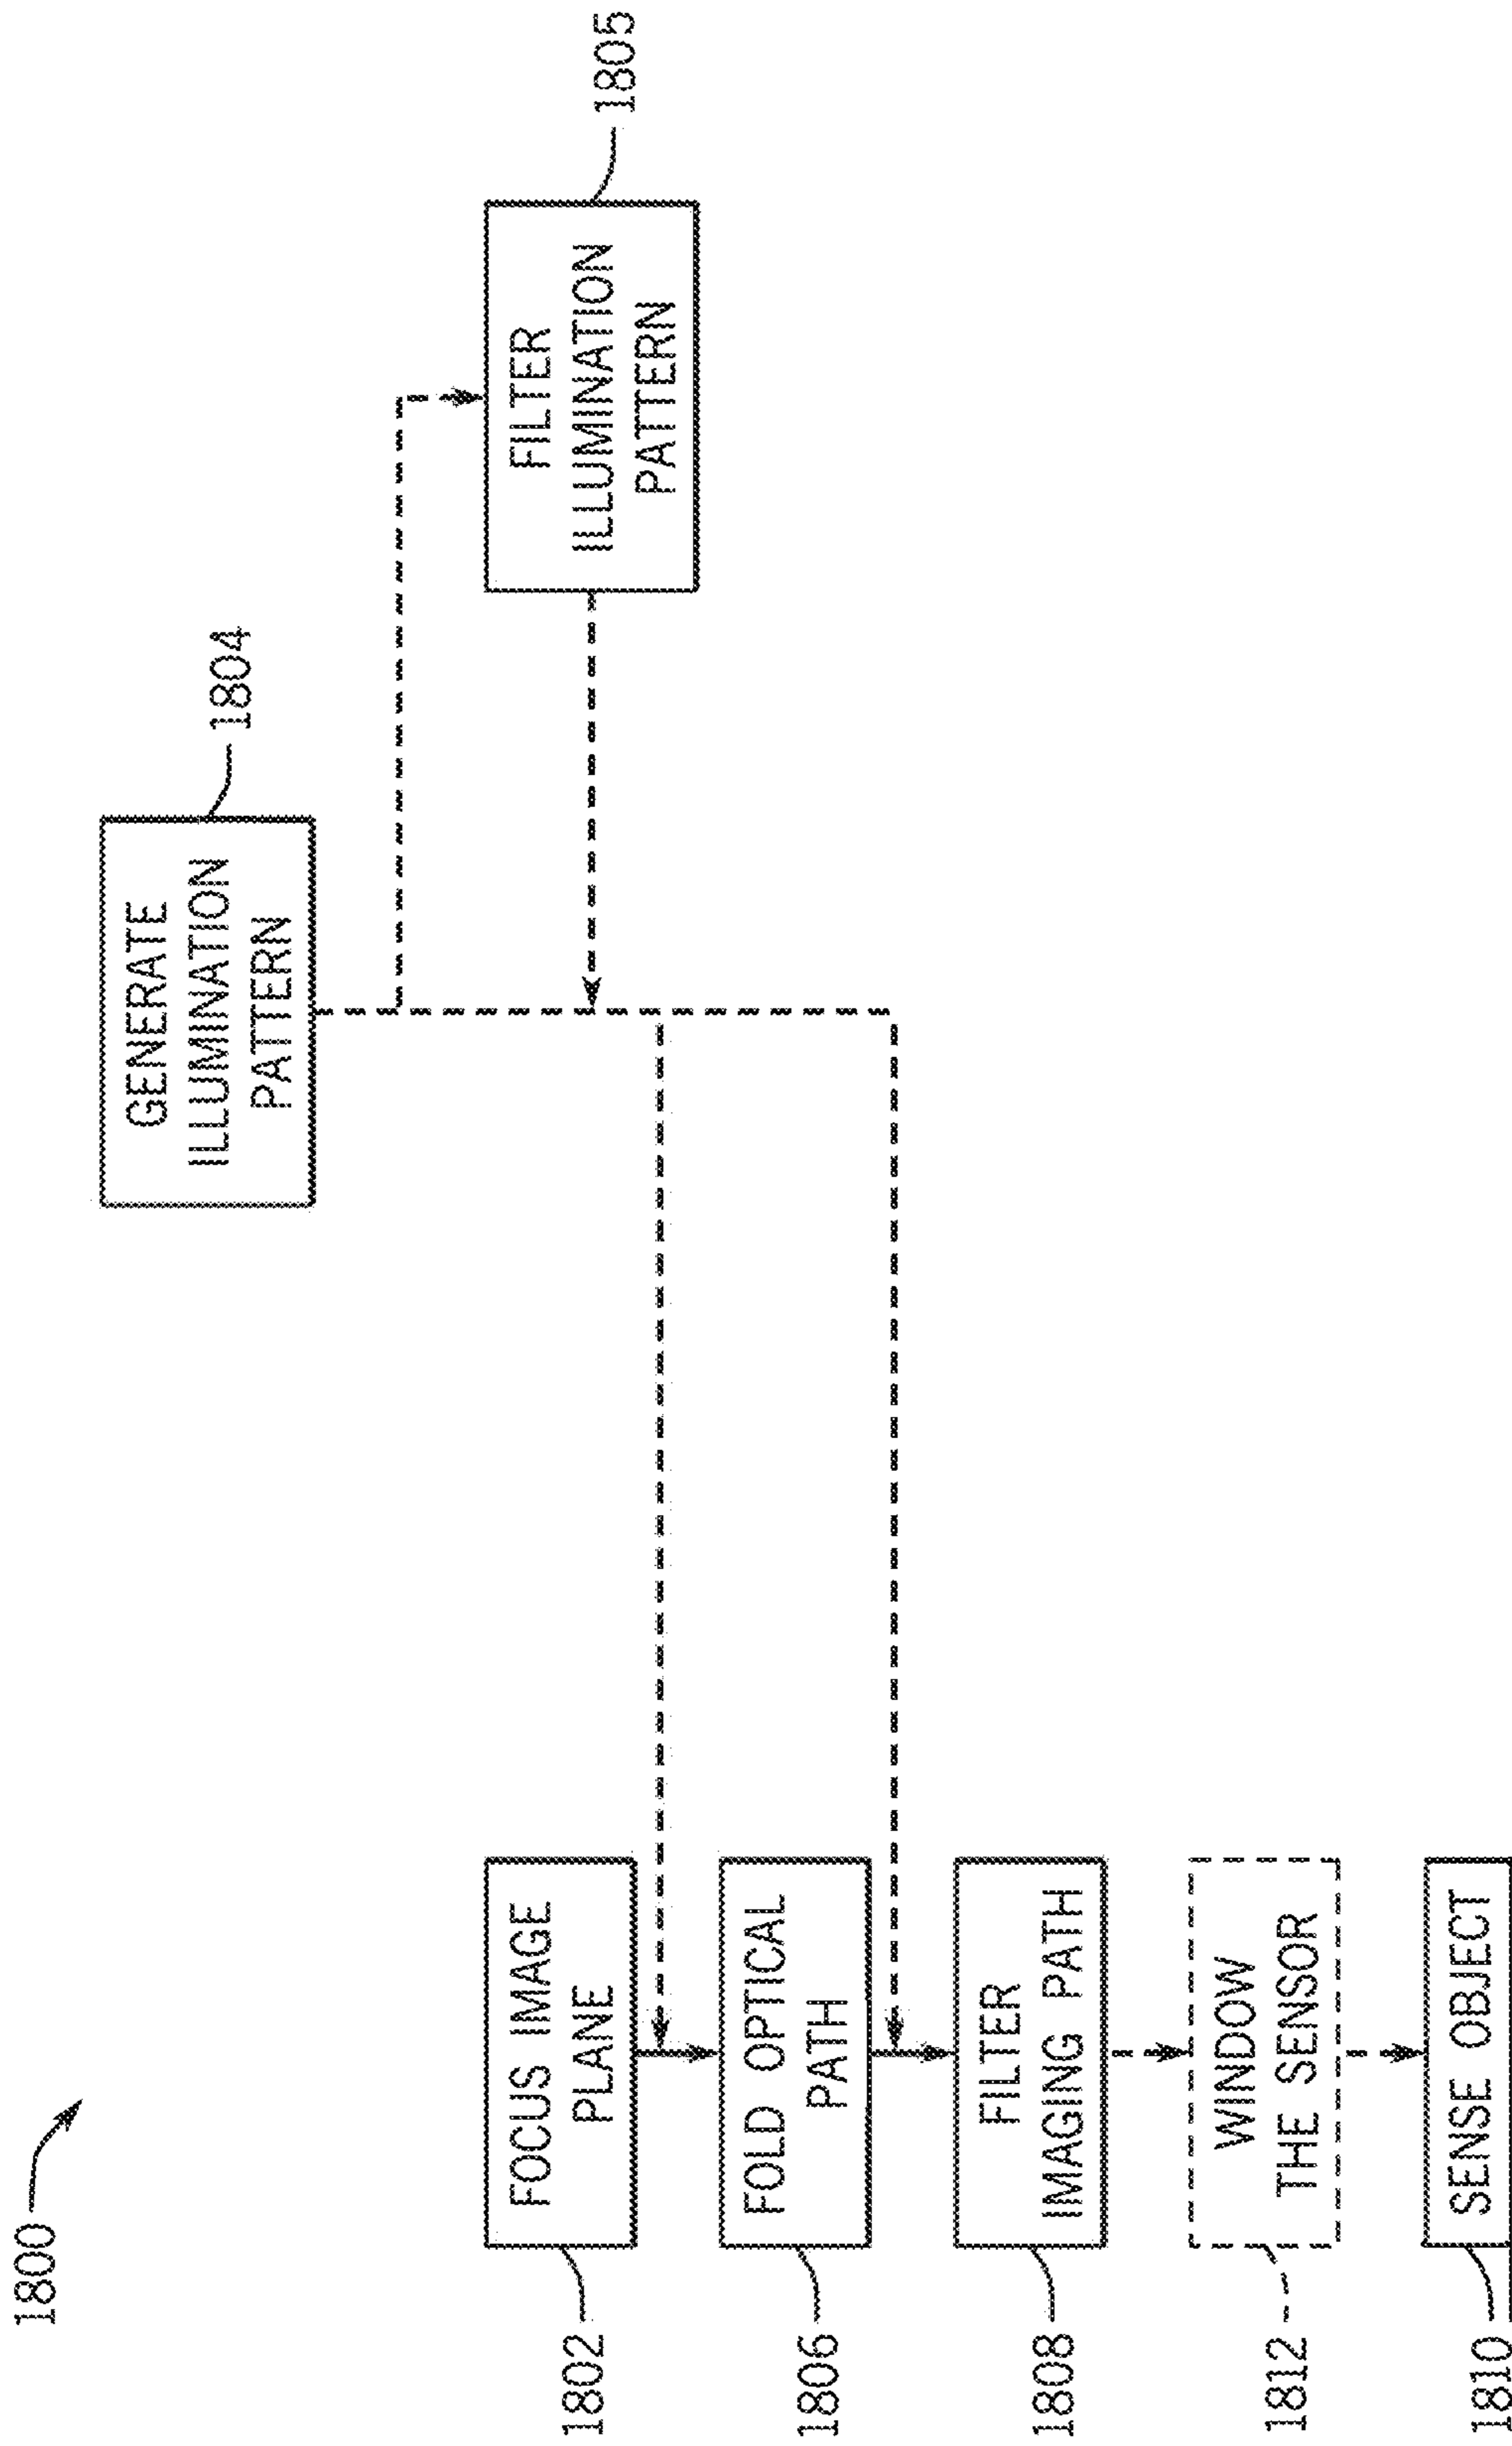 1800
GENERATE
ILLUMINATION
PATTERN
1804
FILTER
ILLUMINATION
PATTERN
1805
1802
FOCUS IMAGE
PLANE
1806
FOLD OPTICAL
PATH
1808
FILTER
IMAGING PATH
1812
WINDOW
THE SENSOR
1810
SENSE OBJECT